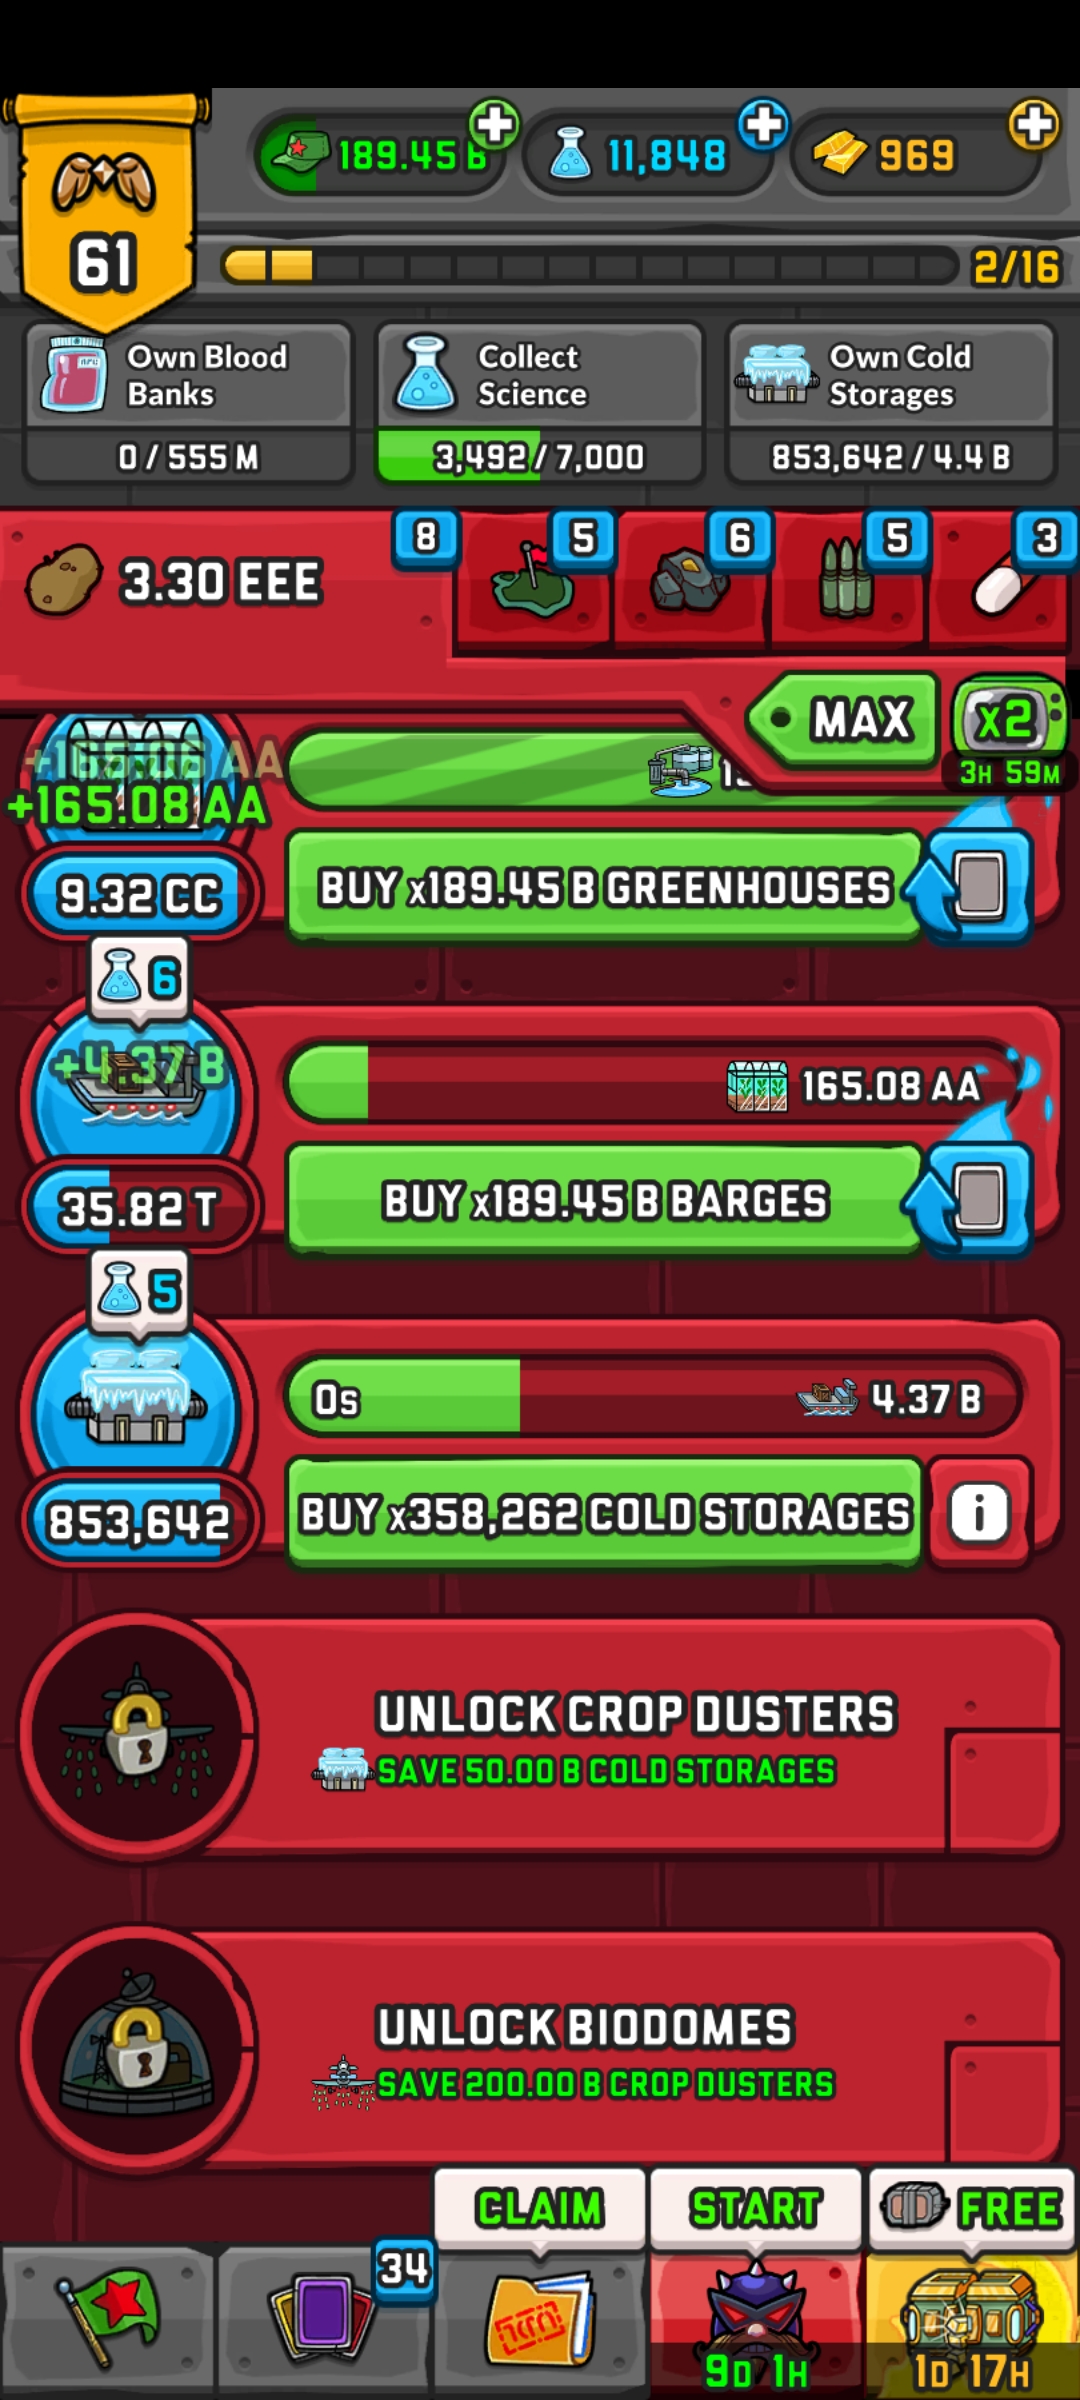 189.45 B
11,848
969
61
2/16
Own Blood Banks
0 / 555 M
Collect Science
3,492 / 7,000
Own Cold Storages
853,642 / 4.4 B
3.30 EEE
8
5
6
5
3
MAX
x2
3H 59M
+165.08 AA
+165.08 AA
9.32 CC
BUY x189.45 B GREENHOUSES
6
+4.37 B
165.08 AA
35.82 T
BUY x189.45 B BARGES
5
0s
4.37 B
853,642
BUY x358,262 COLD STORAGES
i
UNLOCK CROP DUSTERS
SAVE 50.00 B COLD STORAGES
UNLOCK BIODOMES
SAVE 200.00 B CROP DUSTERS
CLAIM
START
FREE
34
9D 1H
1D 17H